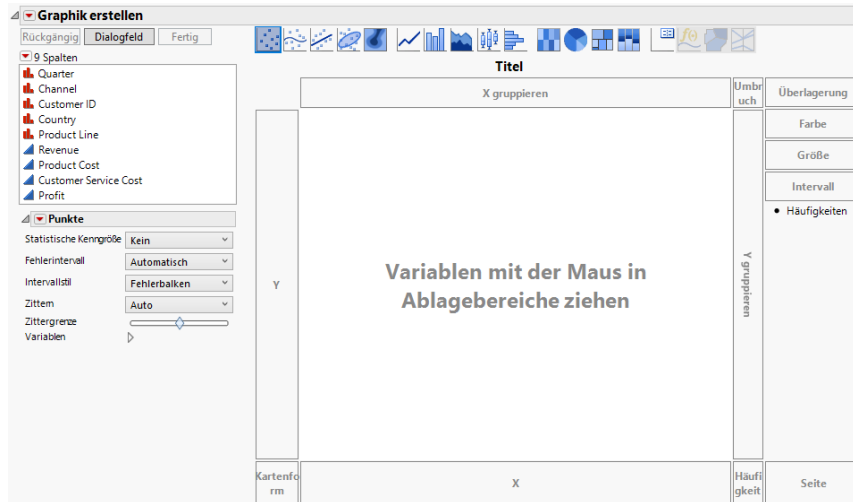 Graphik erstellen
Rückgängig Dialogfeld Fertig
9 Spalten
Quarter
Channel
Customer ID
Country
Product Line
Revenue
Product Cost
Customer Service Cost
Profit
Punkte
Statistische Kenngröße Kein
Fehlerintervall Automatisch
Intervallstil Fehlerbalken
Zittern Auto
Zittergrenze
Variablen
Titel
X gruppieren
Umbr
uch
Überlagerung
Farbe
Größe
Intervall
Häufigkeiten
Y
Variablen mit der Maus in
Ablagebereiche ziehen
Y gruppieren
Kartenfo
rm
X
Häufi
gkeit
Seite